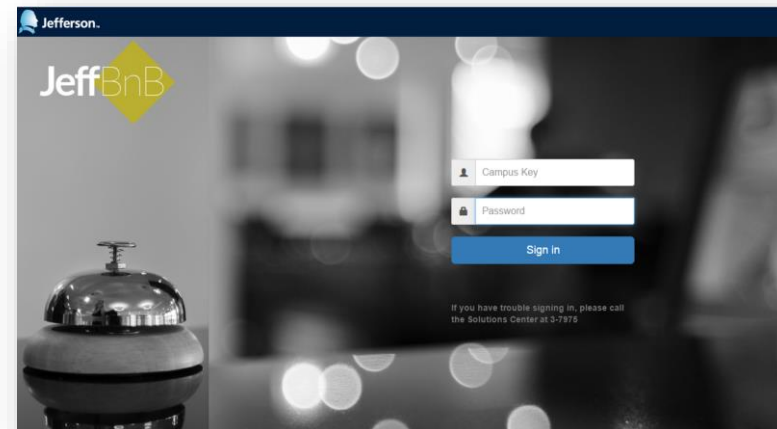 Jefferson.
JeffBnB
Campus Key
Password
Sign in
If you have trouble signing in, please call
the Solutions Center at 3-7975